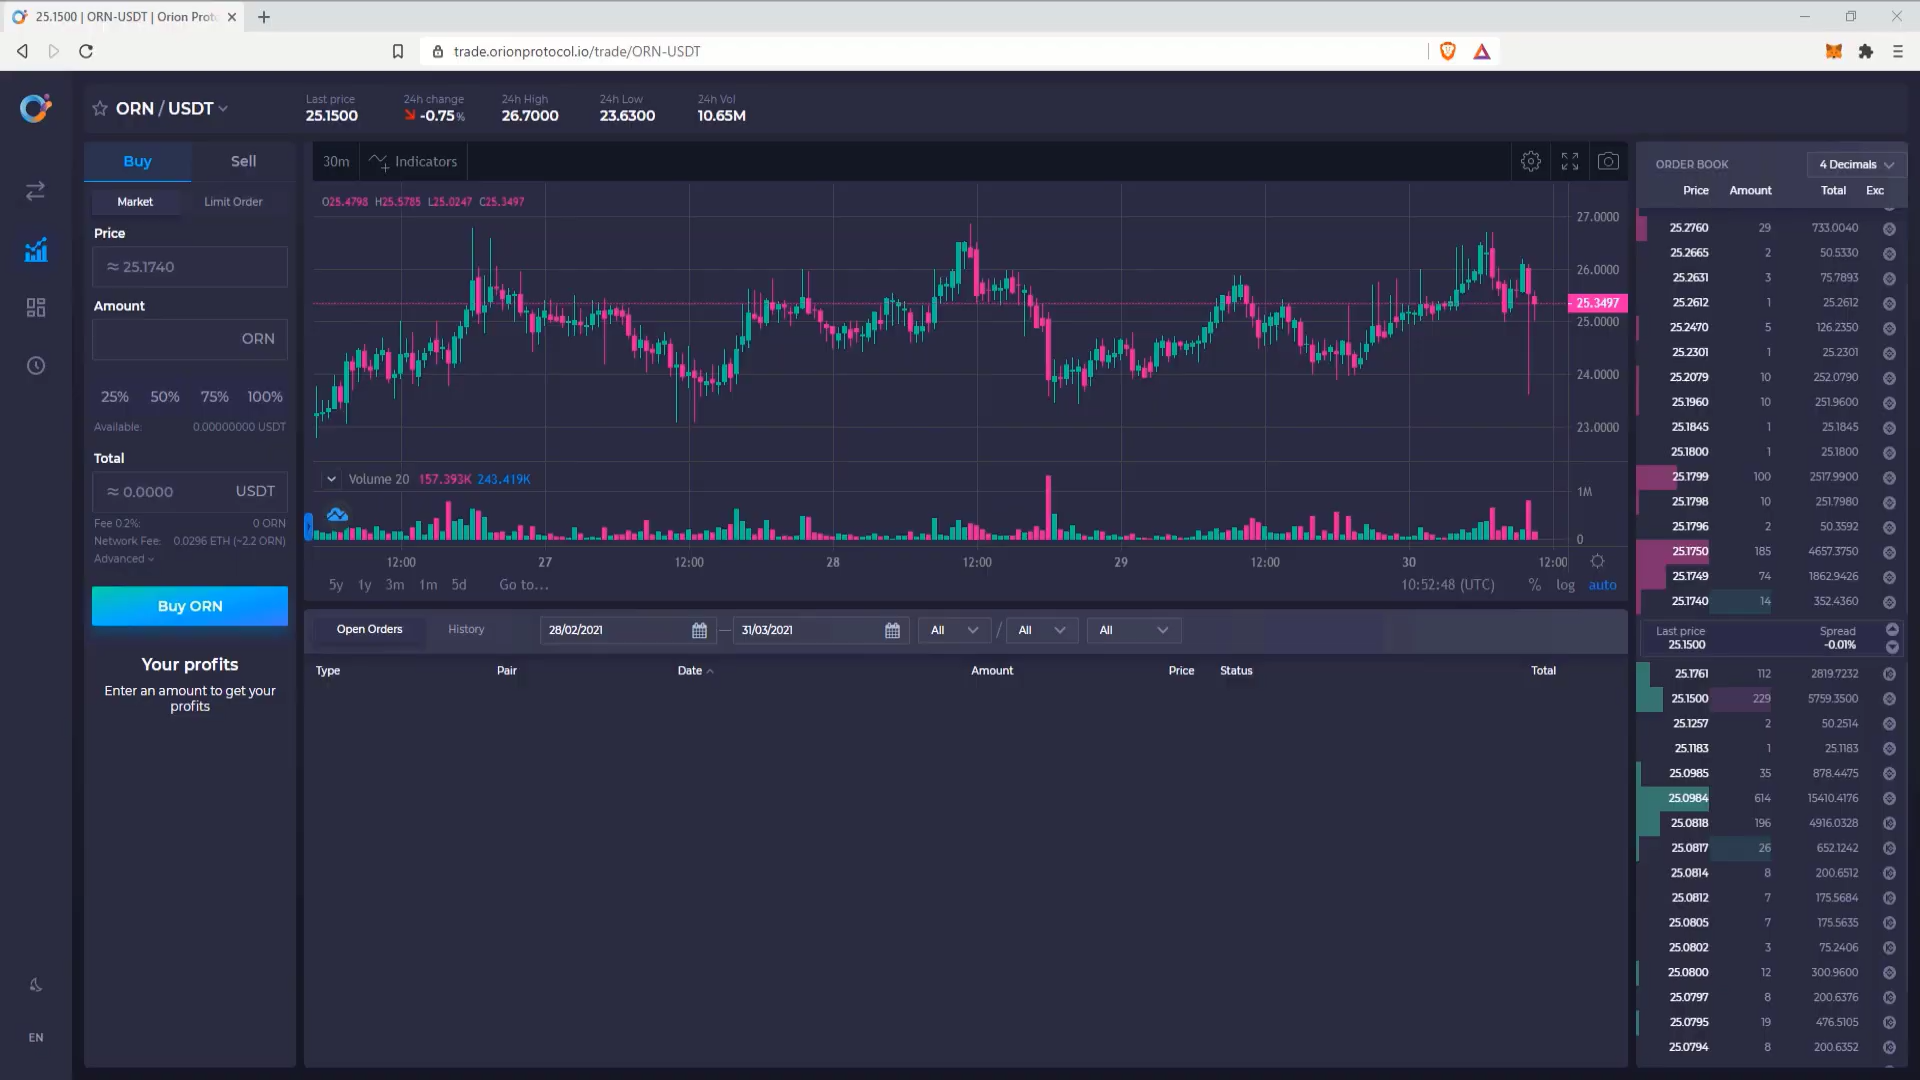 25.1500 | ORN-USDT | Orion Prot
trade.orionprotocol.io/trade/ORN-USDT
ORN / USDT
Last price
25.1500
24h change
-0.75%
24h High
26.7000
24h Low
23.6300
24h Vol
10.65M
Buy Sell
Market Limit Order
Price
≈ 25.1740
Amount
ORN
25% 50% 75% 100%
Available: 0.00000000 USDT
Total
≈ 0.0000 USDT
Fee 0.2%: 0 ORN
Network Fee: 0.0296 ETH (~2.2 ORN)
Advanced
Buy ORN
Your profits
Enter an amount to get your
profits
EN
30m Indicators
O25.4798 H25.5785 L25.0247 C25.3497
27.0000
26.0000
25.3497
25.0000
24.0000
23.0000
Volume 20 157.393K 243.419K
1M
0
12:00 27 12:00 28 12:00 29 12:00 30 12:00
5y 1y 3m 1m 5d Go to... 10:52:48 (UTC) % log auto
Open Orders History 28/02/2021 — 31/03/2021 All / All All
Type Pair Date Amount Price Status Total
ORDER BOOK 4 Decimals
Price Amount Total Exc
25.2760 29 733.0040
25.2665 2 50.5330
25.2631 3 75.7893
25.2612 1 25.2612
25.2470 5 126.2350
25.2301 1 25.2301
25.2079 10 252.0790
25.1960 10 251.9600
25.1845 1 25.1845
25.1800 1 25.1800
25.1799 100 2517.9900
25.1798 10 251.7980
25.1796 2 50.3592
25.1750 185 4657.3750
25.1749 74 1862.9426
25.1740 14 352.4360
Last price Spread
25.1500 -0.01%
25.1761 112 2819.7232
25.1500 229 5759.3500
25.1257 2 50.2514
25.1183 1 25.1183
25.0985 35 878.4475
25.0984 614 15410.4176
25.0818 196 4916.0328
25.0817 26 652.1242
25.0814 8 200.6512
25.0812 7 175.5684
25.0805 7 175.5635
25.0802 3 75.2406
25.0800 12 300.9600
25.0797 8 200.6376
25.0795 19 476.5105
25.0794 8 200.6352